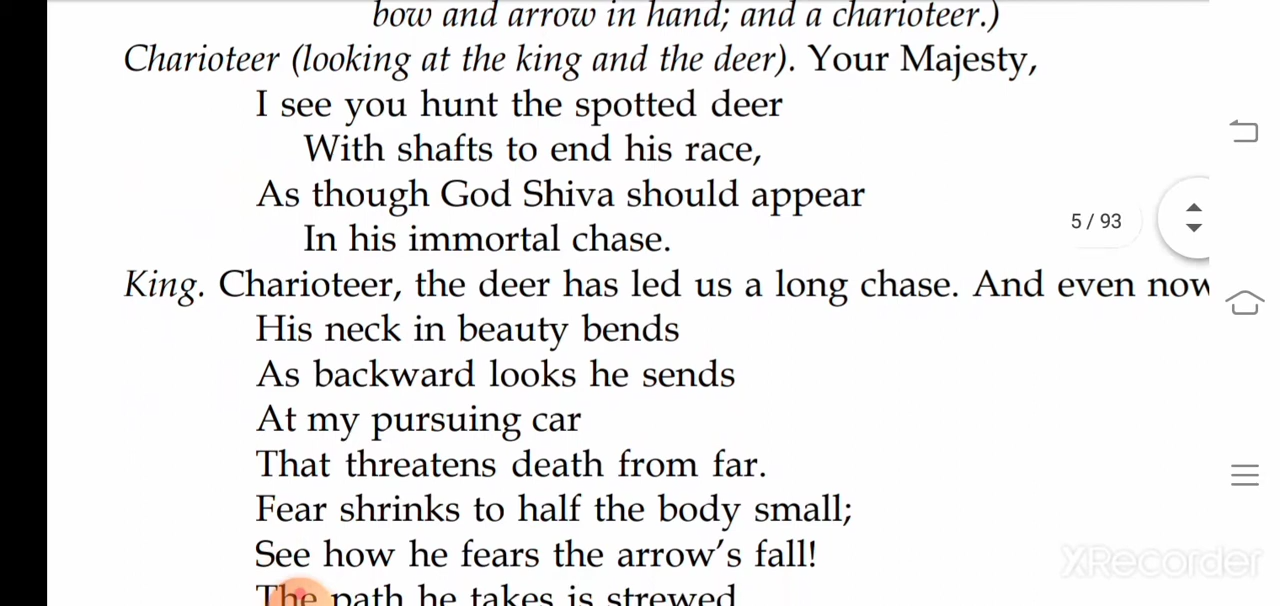 bow and arrow in hand; and a charioteer.)
Charioteer (looking at the king and the deer). Your Majesty,
I see you hunt the spotted deer
With shafts to end his race,
As though God Shiva should appear
In his immortal chase.
5 / 93
King. Charioteer, the deer has led us a long chase. And even now
His neck in beauty bends
As backward looks he sends
At my pursuing car
That threatens death from far.
Fear shrinks to half the body small;
See how he fears the arrow's fall!
The path he takes is strewed
XRecorder